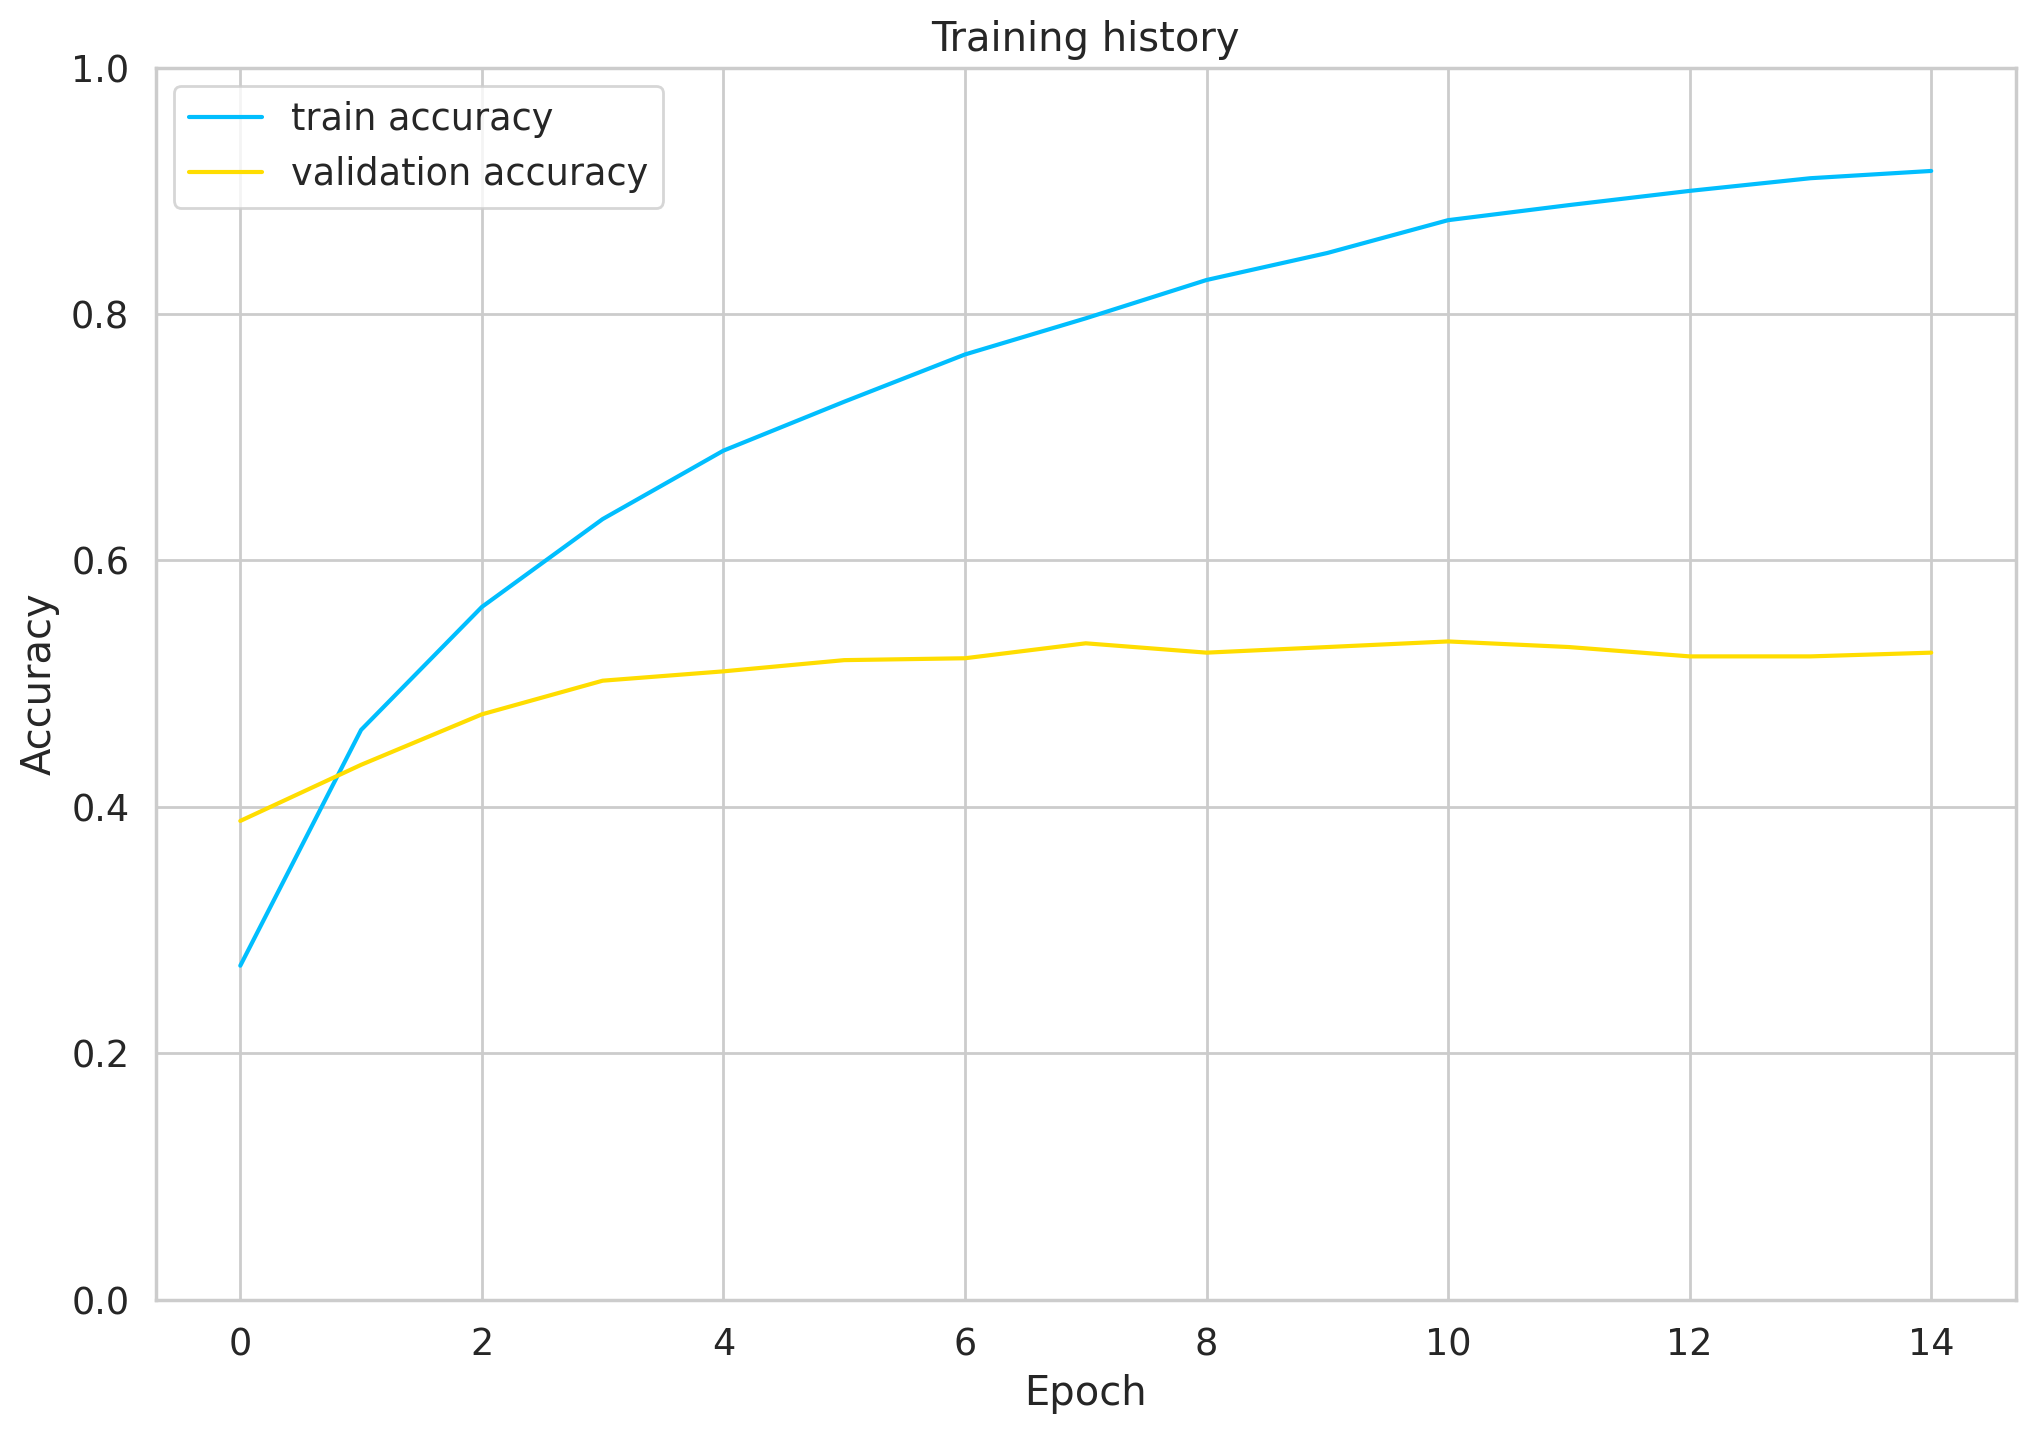 Training history
1.0
train accuracy
validation accuracy
0.8
0.6
Accuracy
0.4
0.2
0.0
0 2 4 6 8 10 12 14
Epoch